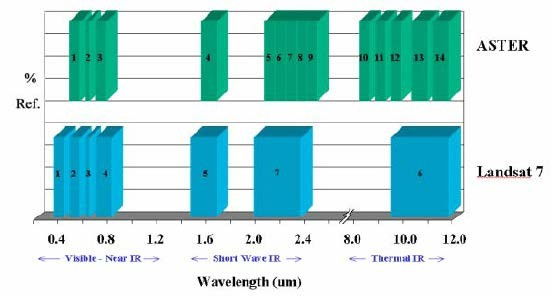 1 2 3 4 5 6 7 8 9 10 11 12 13 14 ASTER
%
Ref.
1 2 3 4 5 7 6 Landsat 7
0.4 0.8 1.2 1.6 2.0 2.4 8.0 10.0 12.0
Visible - Near IR Short Wave IR Thermal IR
Wavelength (um)